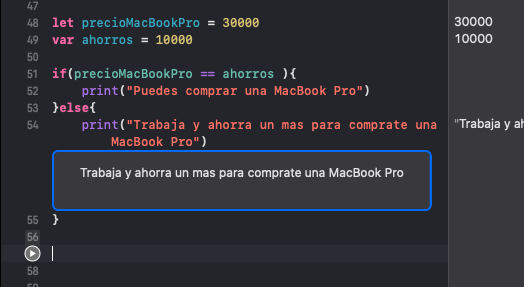 47
48 let precioMacBookPro = 30000 30000
49 var ahorros = 10000 10000
50
51 if(precioMacBookPro == ahorros ){
52 print("Puedes comprar una MacBook Pro")
53 }else{
54 print("Trabaja y ahorra un mas para comprate una "Trabaja y ah
MacBook Pro")
Trabaja y ahorra un mas para comprate una MacBook Pro
55 }
56
58
59